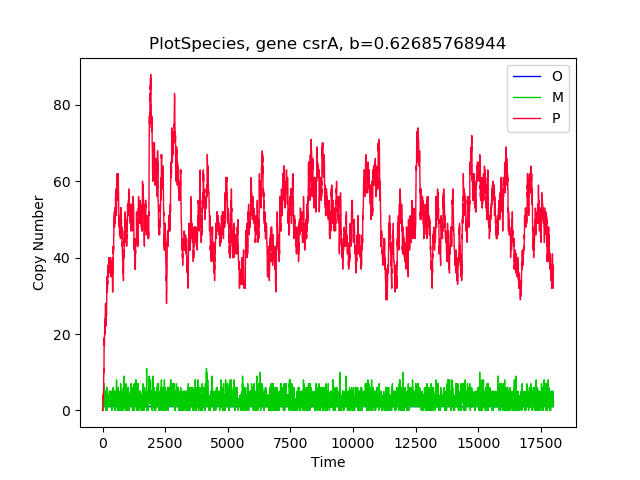 PlotSpecies, gene csrA, b=0.62685768944
O
M
P
80
60
40
20
0
Copy Number
0 2500 5000 7500 10000 12500 15000 17500
Time